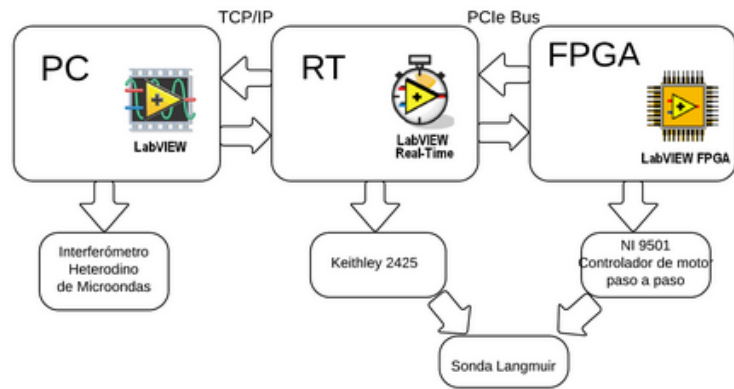 TCP/IP
PCIe Bus
PC
LabVIEW
RT
LabVIEW
Real-Time
FPGA
LabVIEW FPGA
Interferómetro
Heterodino
de Microondas
Keithley 2425
NI 9501
Controlador de motor
paso a paso
Sonda Langmuir